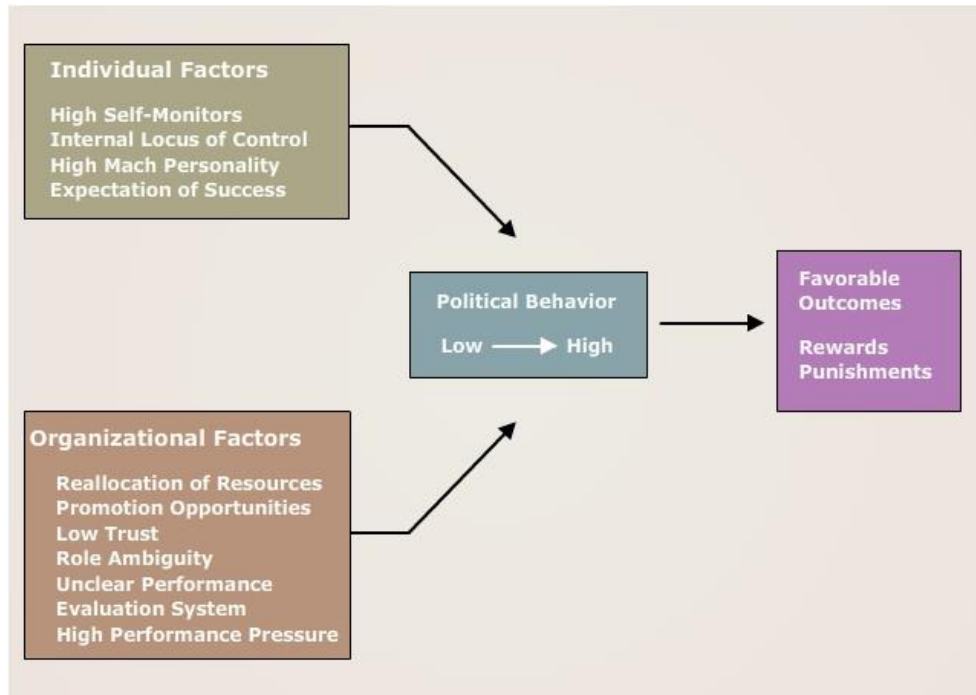 Individual Factors
High Self-Monitors
Internal Locus of Control
High Mach Personality
Expectation of Success
Political Behavior
Low High
Favorable
Outcomes
Rewards
Punishments
Organizational Factors
Reallocation of Resources
Promotion Opportunities
Low Trust
Role Ambiguity
Unclear Performance
Evaluation System
High Performance Pressure